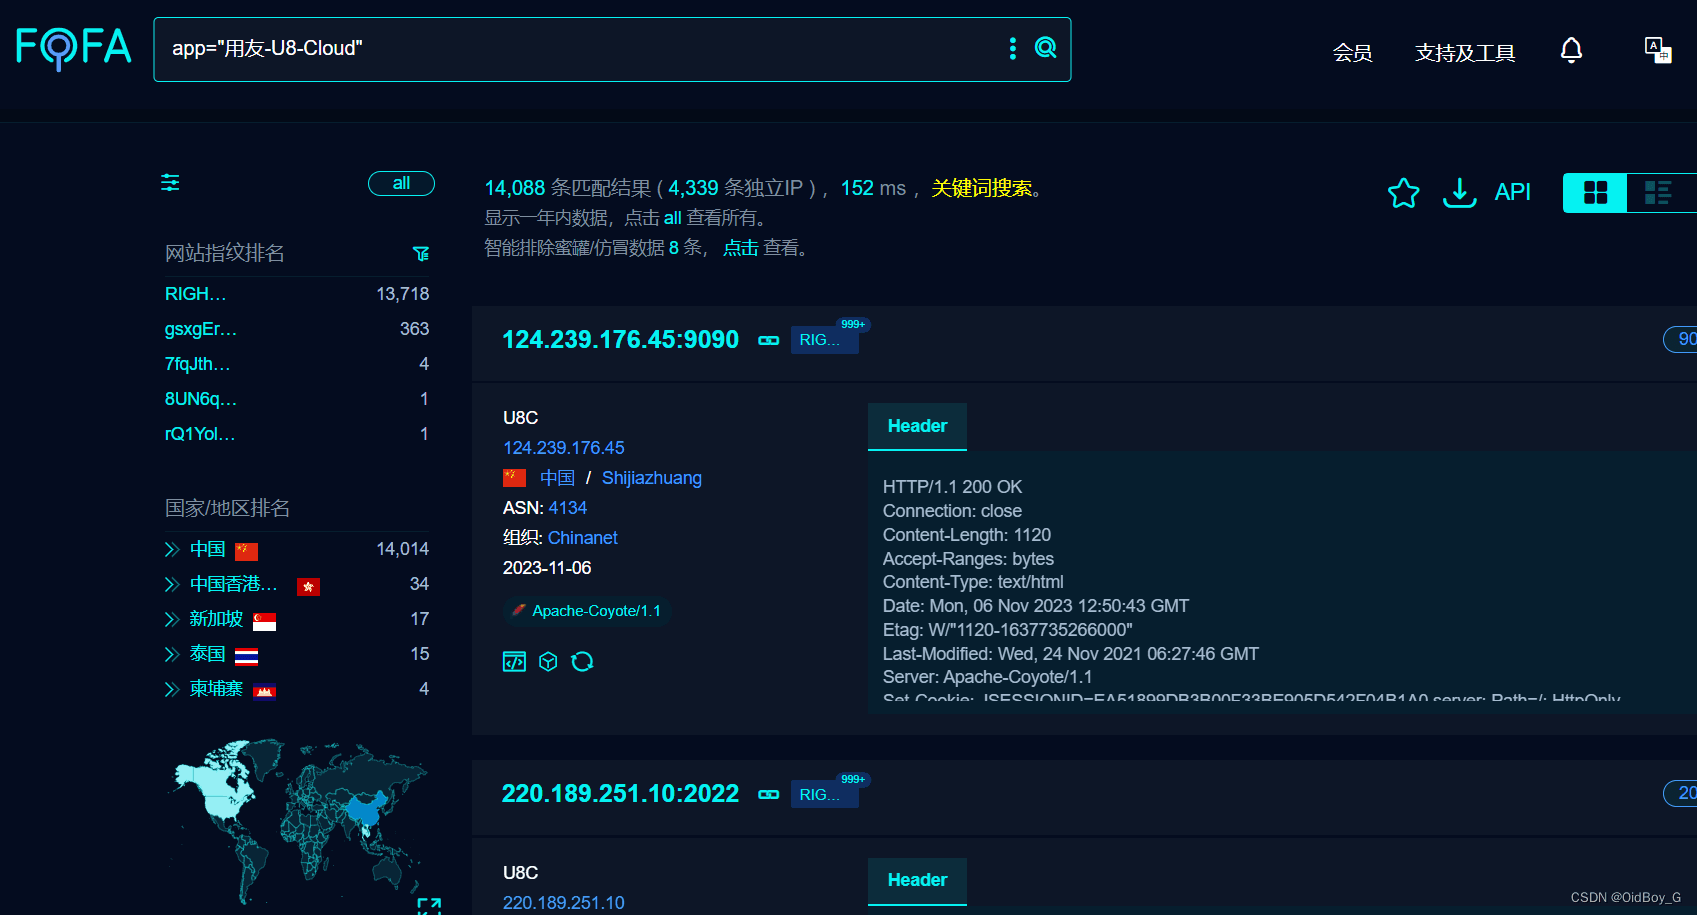 FOFA
app="用友-U8-Cloud"
会员
支持及工具
all
14,088 条匹配结果 ( 4,339 条独立IP ) ，152 ms ，关键词搜索。
显示一年内数据，点击 all 查看所有。
智能排除蜜罐/仿冒数据 8 条， 点击 查看。
API
网站指纹排名
RIGH... 13,718
gsxgEr... 363
7fqJth... 4
8UN6q... 1
rQ1Yol... 1
国家/地区排名
中国 14,014
中国香港... 34
新加坡 17
泰国 15
柬埔寨 4
124.239.176.45:9090
RIG...
999+
90
U8C
124.239.176.45
中国 / Shijiazhuang
ASN: 4134
组织: Chinanet
2023-11-06
Apache-Coyote/1.1
Header
HTTP/1.1 200 OK
Connection: close
Content-Length: 1120
Accept-Ranges: bytes
Content-Type: text/html
Date: Mon, 06 Nov 2023 12:50:43 GMT
Etag: W/"1120-1637735266000"
Last-Modified: Wed, 24 Nov 2021 06:27:46 GMT
Server: Apache-Coyote/1.1
Set-Cookie: JSESSIONID=EA51899DB3B00F33BE905D542F04B1A0.server; Path=/; HttpOnly
220.189.251.10:2022
RIG...
999+
20
U8C
220.189.251.10
Header
CSDN @OidBoy_G